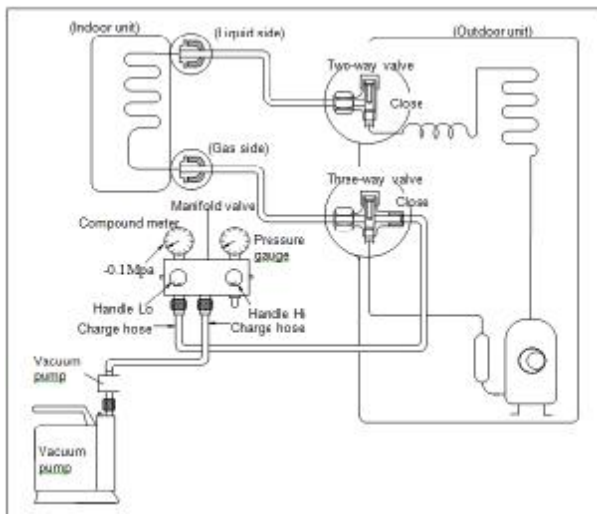 (Indoor unit)
(Liquid side)
(Outdoor unit)
Two-way valve
Close
(Gas side)
Three-way valve
Close
Manifold valve
Compound meter
Pressure
gauge
-0.1Mpa
Handle Lo
Handle Hi
Charge hose
Charge hose
Vacuum
pump
Vacuum
pump